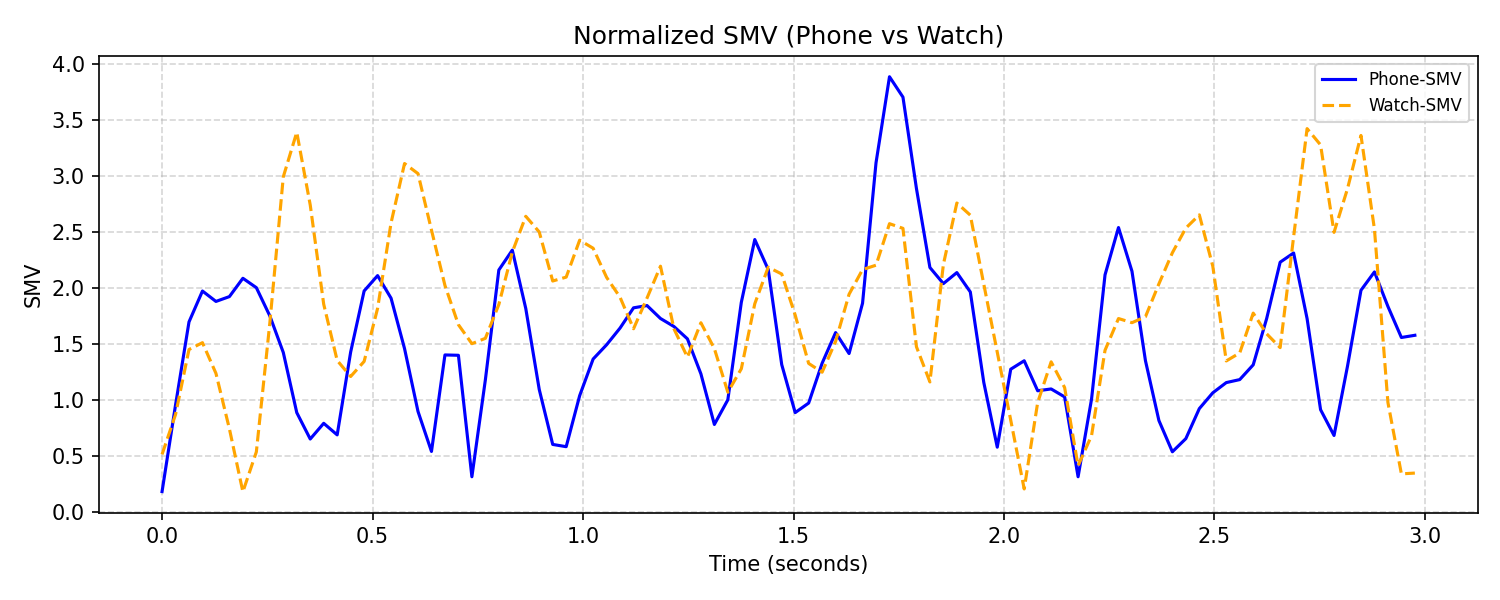 Normalized SMV (Phone vs Watch)
Phone-SMV
Watch-SMV
4.0
3.5
3.0
2.5
2.0
1.5
1.0
0.5
0.0
SMV
0.0 0.5 1.0 1.5 2.0 2.5 3.0
Time (seconds)